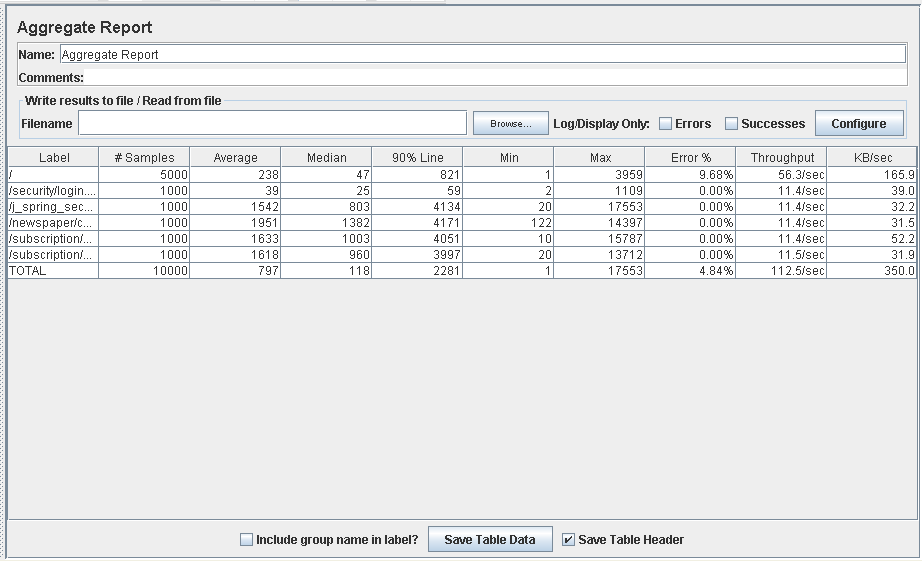 Aggregate Report
Name: Aggregate Report
Comments:
Write results to file / Read from file
Filename Browse... Log/Display Only: Errors Successes Configure
Label # Samples Average Median 90% Line Min Max Error % Throughput KB/sec
/ 5000 238 47 821 1 3959 9.68% 56.3/sec 165.9
/security/login.... 1000 39 25 59 2 1109 0.00% 11.4/sec 39.0
/j_spring_sec... 1000 1542 803 4134 20 17553 0.00% 11.4/sec 32.2
/newspaper/c... 1000 1951 1382 4171 122 14397 0.00% 11.4/sec 31.5
/subscription/... 1000 1633 1003 4051 10 15787 0.00% 11.4/sec 52.2
/subscription/... 1000 1618 960 3997 20 13712 0.00% 11.5/sec 31.9
TOTAL 10000 797 118 2281 1 17553 4.84% 112.5/sec 350.0
Include group name in label? Save Table Data Save Table Header